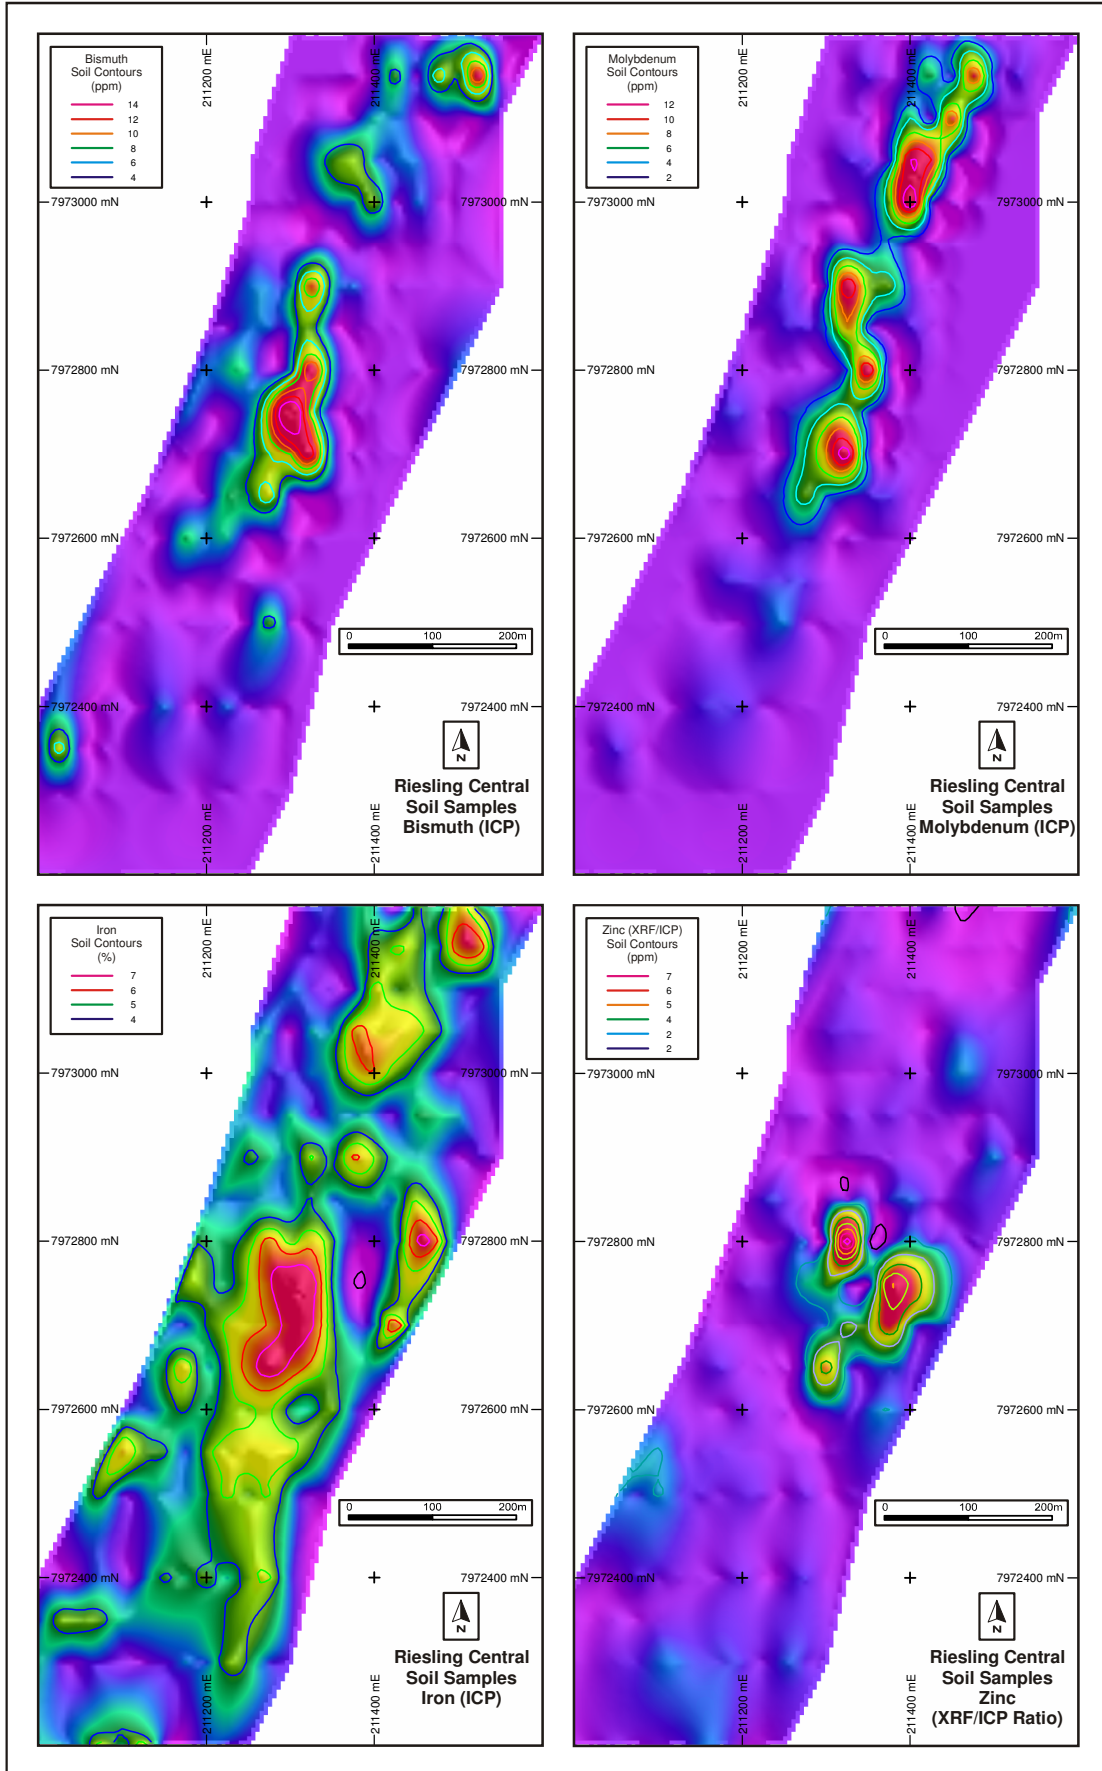 Bismuth
Soil Contours
(ppm)
14
12
10
8
6
4
211200 mE
211400 mE
7973000 mN
7973000 mN
7972800 mN
7972800 mN
7972600 mN
7972600 mN
0 100 200m
7972400 mN
7972400 mN
N
Riesling Central
Soil Samples
Bismuth (ICP)
211200 mE
211400 mE
Molybdenum
Soil Contours
(ppm)
12
10
8
6
4
2
211200 mE
211400 mE
7973000 mN
7973000 mN
7972800 mN
7972800 mN
7972600 mN
7972600 mN
0 100 200m
7972400 mN
7972400 mN
N
Riesling Central
Soil Samples
Molybdenum (ICP)
211200 mE
211400 mE
Iron
Soil Contours
(%)
7
6
5
4
211200 mE
211400 mE
7973000 mN
7973000 mN
7972800 mN
7972800 mN
7972600 mN
7972600 mN
0 100 200m
7972400 mN
7972400 mN
N
Riesling Central
Soil Samples
Iron (ICP)
211200 mE
211400 mE
Zinc (XRF/ICP)
Soil Contours
(ppm)
7
6
5
4
2
2
211200 mE
211400 mE
7973000 mN
7973000 mN
7972800 mN
7972800 mN
7972600 mN
7972600 mN
0 100 200m
7972400 mN
7972400 mN
N
Riesling Central
Soil Samples
Zinc
(XRF/ICP Ratio)
211200 mE
211400 mE